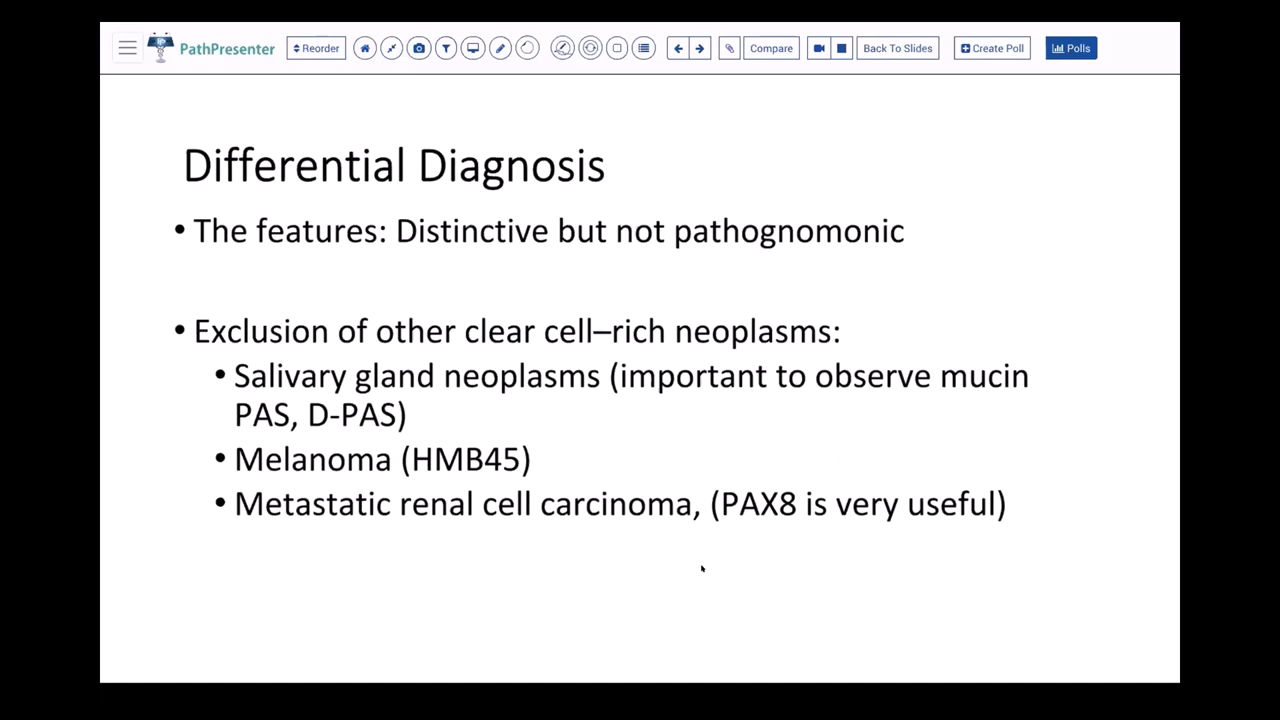 PathPresenter Reorder Compare Back To Slides Create Poll Polls
Differential Diagnosis
• The features: Distinctive but not pathognomonic
• Exclusion of other clear cell–rich neoplasms:
• Salivary gland neoplasms (important to observe mucin
PAS, D-PAS)
• Melanoma (HMB45)
• Metastatic renal cell carcinoma, (PAX8 is very useful)